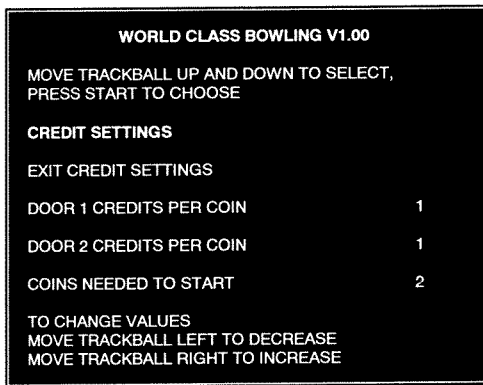 WORLD CLASS BOWLING V1.00
MOVE TRACKBALL UP AND DOWN TO SELECT,
PRESS START TO CHOOSE
CREDIT SETTINGS
EXIT CREDIT SETTINGS
DOOR 1 CREDITS PER COIN 1
DOOR 2 CREDITS PER COIN 1
COINS NEEDED TO START 2
TO CHANGE VALUES
MOVE TRACKBALL LEFT TO DECREASE
MOVE TRACKBALL RIGHT TO INCREASE